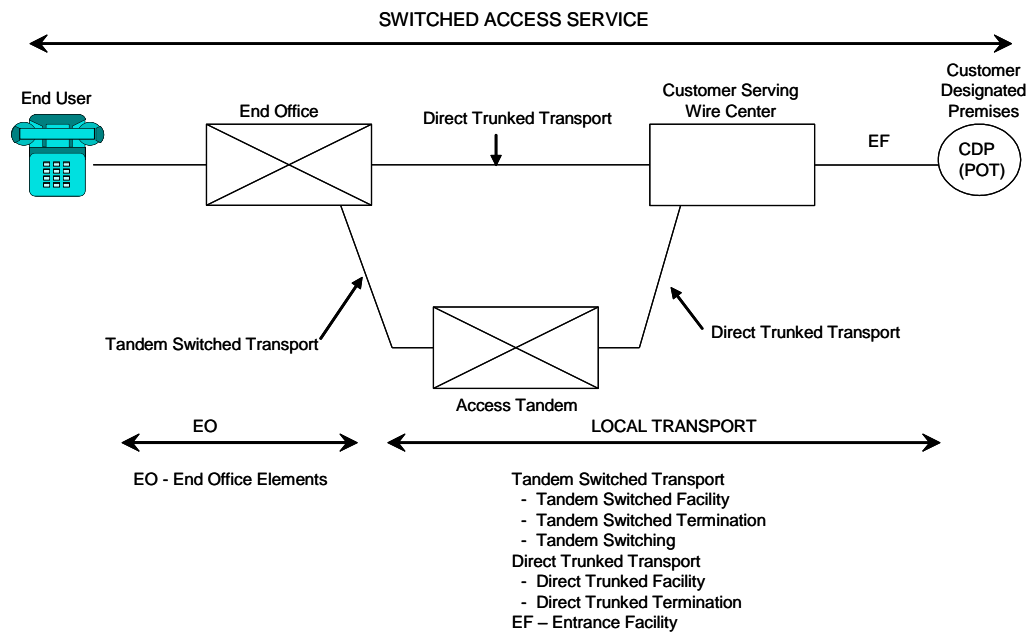 SWITCHED ACCESS SERVICE
End User
End Office
Direct Trunked Transport
Customer Serving
Wire Center
EF
Customer
Designated
Premises
CDP
(POT)
Tandem Switched Transport
Direct Trunked Transport
Access Tandem
EO
LOCAL TRANSPORT
EO - End Office Elements
Tandem Switched Transport
- Tandem Switched Facility
- Tandem Switched Termination
- Tandem Switching
Direct Trunked Transport
- Direct Trunked Facility
- Direct Trunked Termination
EF – Entrance Facility